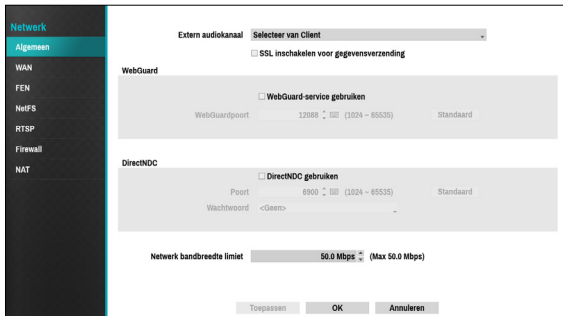 Netwerk
Algemeen
WAN
FEN
NetFS
RTSP
Firewall
NAT
Extern audiokanaal Selecteer van Client
SSL inschakelen voor gegevensverzending
WebGuard
WebGuard-service gebruiken
WebGuardpoort 12088 (1024 ~ 65535) Standaard
DirectNDC
DirectNDC gebruiken
Poort 6900 (1024 ~ 65535) Standaard
Wachtwoord <Geen>
Netwerk bandbreedte limiet 50.0 Mbps (Max 50.0 Mbps)
Toepassen OK Annuleren